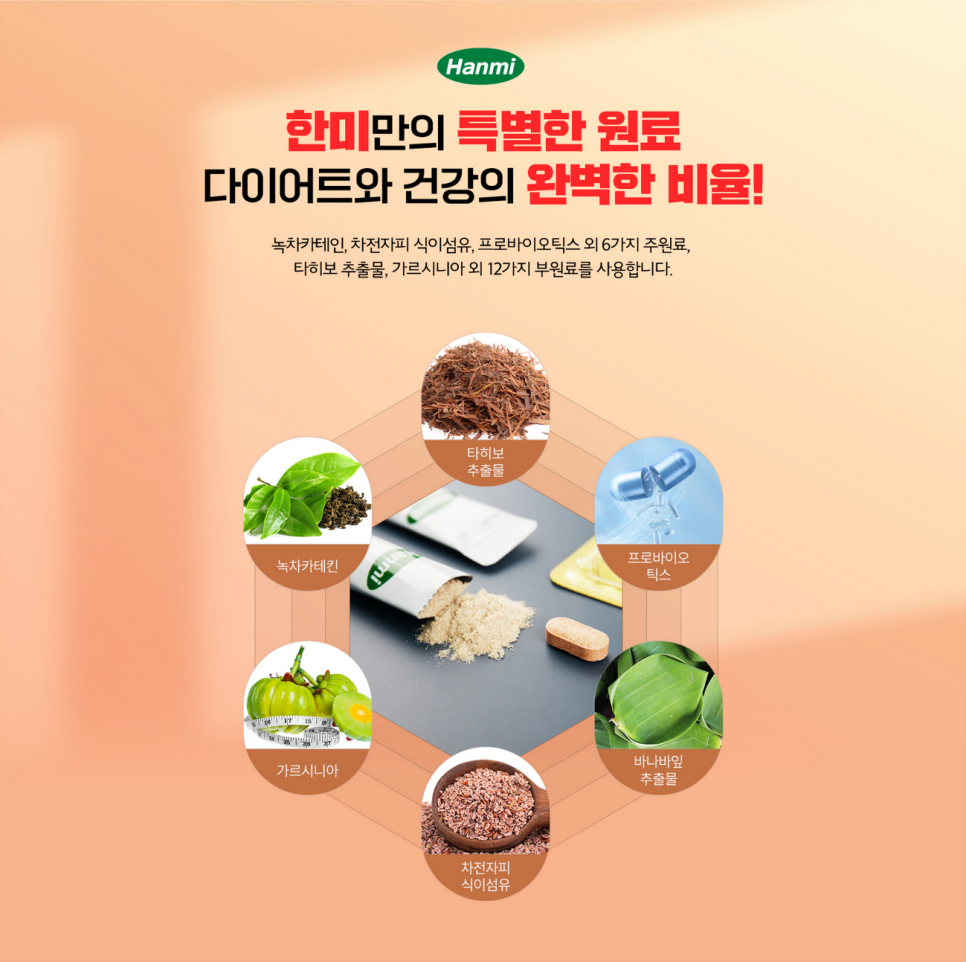 Hanmi
한미만의 특별한 원료
다이어트와 건강의 완벽한 비율!
녹차카테인, 차전자피 식이섬유, 프로바이오틱스 외 6가지 주원료,
타히보 추출물, 가르시니아 외 12가지 부원료를 사용합니다.
타히보
추출물
녹차카테킨
프로바이오
틱스
Hanmi
가르시니아
바나바잎
추출물
차전자피
식이섬유